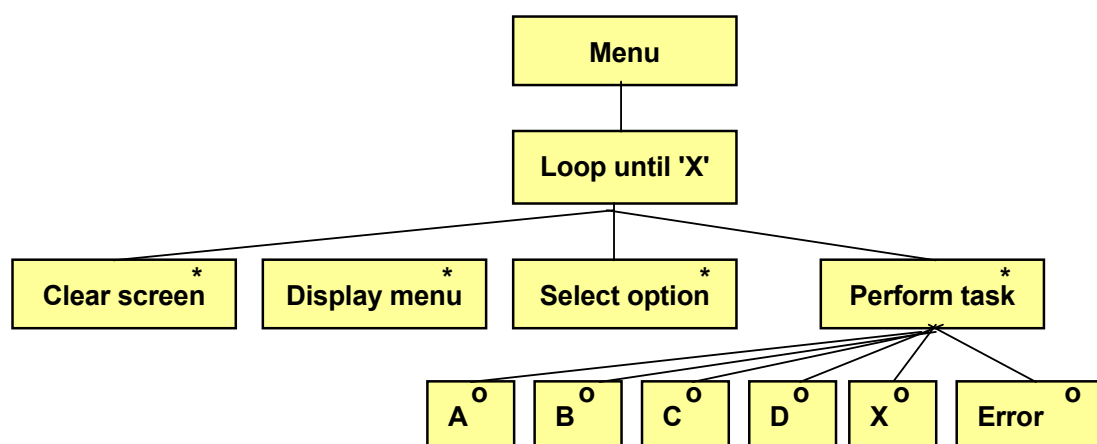 Menu
Loop until 'X'
Clear screen* Display menu* Select option* Perform task*
A o B o C o D o X o Error o